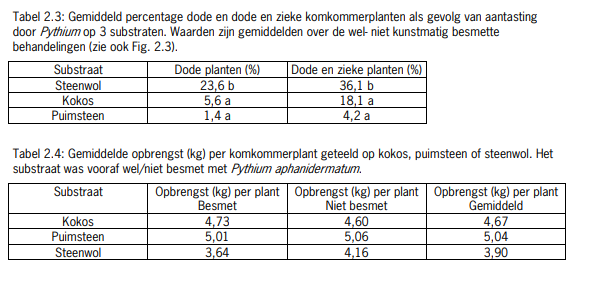 Tabel 2.3: Gemiddeld percentage dode en dode en zieke komkommerplanten als gevolg van aantasting
door Pythium op 3 substraten. Waarden zijn gemiddelden over de wel- niet kunstmatig besmette
behandelingen (zie ook Fig. 2.3).
Substraat Dode planten (%) Dode en zieke planten (%)
Steenwol 23,6 b 36,1 b
Kokos 5,6 a 18,1 a
Puimsteen 1,4 a 4,2 a
Tabel 2.4: Gemiddelde opbrengst (kg) per komkommerplant geteeld op kokos, puimsteen of steenwol. Het
substraat was vooraf wel/niet besmet met Pythium aphanidermatum.
Substraat Opbrengst (kg) per plant Opbrengst (kg) per plant Opbrengst (kg) per plant
Besmet Niet besmet Gemiddeld
Kokos 4,73 4,60 4,67
Puimsteen 5,01 5,06 5,04
Steenwol 3,64 4,16 3,90